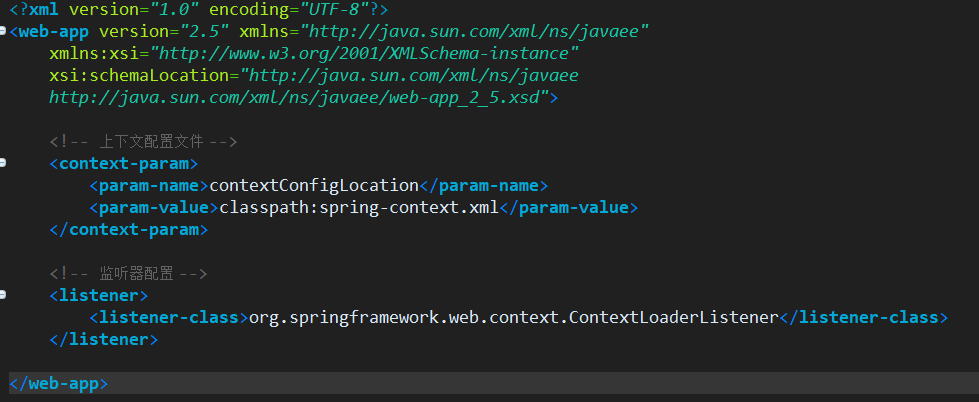 <?xml version="1.0" encoding="UTF-8"?>
<web-app version="2.5" xmlns="http://java.sun.com/xml/ns/javaee"
xmlns:xsi="http://www.w3.org/2001/XMLSchema-instance"
xsi:schemaLocation="http://java.sun.com/xml/ns/javaee
http://java.sun.com/xml/ns/javaee/web-app_2_5.xsd">
<!-- 上下文配置文件 -->
<context-param>
<param-name>contextConfigLocation</param-name>
<param-value>classpath:spring-context.xml</param-value>
</context-param>
<!-- 监听器配置 -->
<listener>
<listener-class>org.springframework.web.context.ContextLoaderListener</listener-class>
</listener>
</web-app>